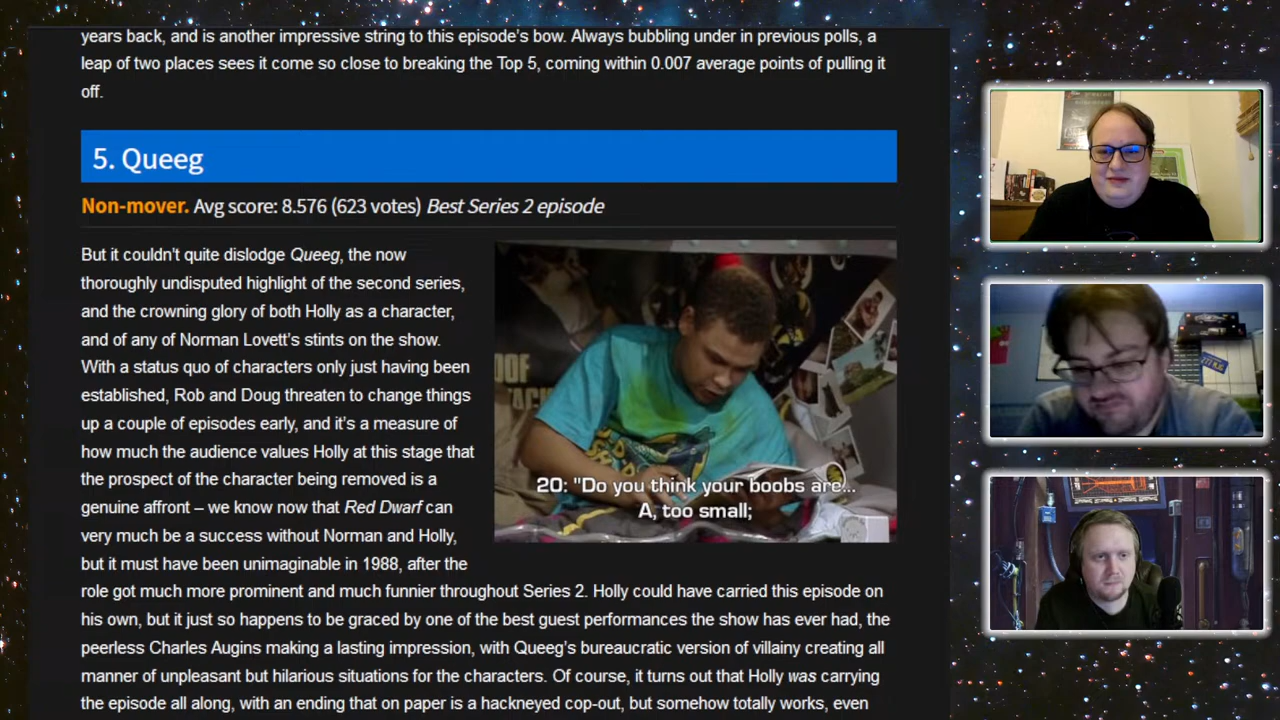 years back, and is another impressive string to this episode's bow. Always bubbling under in previous polls, a
leap of two places sees it come so close to breaking the Top 5, coming within 0.007 average points of pulling it
off.
5. Queeg
Non-mover. Avg score: 8.576 (623 votes) Best Series 2 episode
But it couldn't quite dislodge Queeg, the now
thoroughly undisputed highlight of the second series,
and the crowning glory of both Holly as a character,
and of any of Norman Lovett's stints on the show.
With a status quo of characters only just having been
established, Rob and Doug threaten to change things
up a couple of episodes early, and it's a measure of
how much the audience values Holly at this stage that
the prospect of the character being removed is a
genuine affront – we know now that Red Dwarf can
very much be a success without Norman and Holly,
but it must have been unimaginable in 1988, after the
role got much more prominent and much funnier throughout Series 2. Holly could have carried this episode on
his own, but it just so happens to be graced by one of the best guest performances the show has ever had, the
peerless Charles Augins making a lasting impression, with Queeg's bureaucratic version of villainy creating all
manner of unpleasant but hilarious situations for the characters. Of course, it turns out that Holly was carrying
the episode all along, with an ending that on paper is a hackneyed cop-out, but somehow totally works, even
20: "Do you think your boobs are...
A, too small;